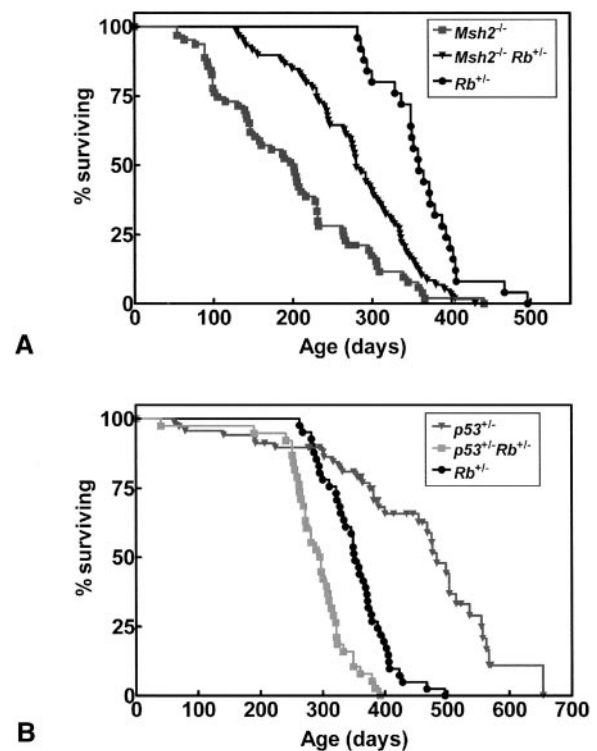 Msh2-/-
Msh2-/- Rb+/-
Rb+/-
100
75
50
25
0
% surviving
0 100 200 300 400 500
Age (days)
A
p53+/-
p53+/-Rb+/-
Rb+/-
100
75
50
25
0
% surviving
0 100 200 300 400 500 600 700
Age (days)
B